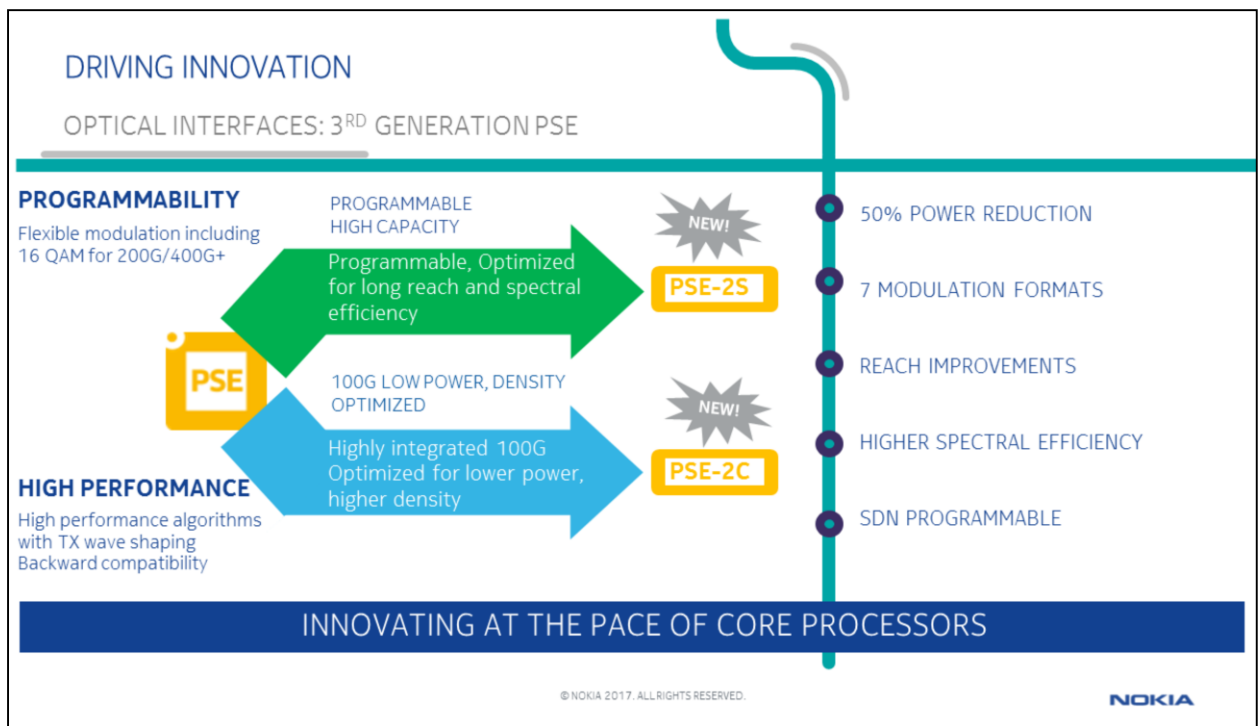 DRIVING INNOVATION
OPTICAL INTERFACES: 3RD GENERATION PSE
PROGRAMMABILITY
Flexible modulation including
16 QAM for 200G/400G+
PSE
HIGH PERFORMANCE
High performance algorithms
with TX wave shaping
Backward compatibility
PROGRAMMABLE
HIGH CAPACITY
Programmable, Optimized
for long reach and spectral
efficiency
100G LOW POWER, DENSITY
OPTIMIZED
Highly integrated 100G
Optimized for lower power,
higher density
NEW!
PSE-2S
NEW!
PSE-2C
50% POWER REDUCTION
7 MODULATION FORMATS
REACH IMPROVEMENTS
HIGHER SPECTRAL EFFICIENCY
SDN PROGRAMMABLE
INNOVATING AT THE PACE OF CORE PROCESSORS
© NOKIA 2017. ALL RIGHTS RESERVED.
NOKIA